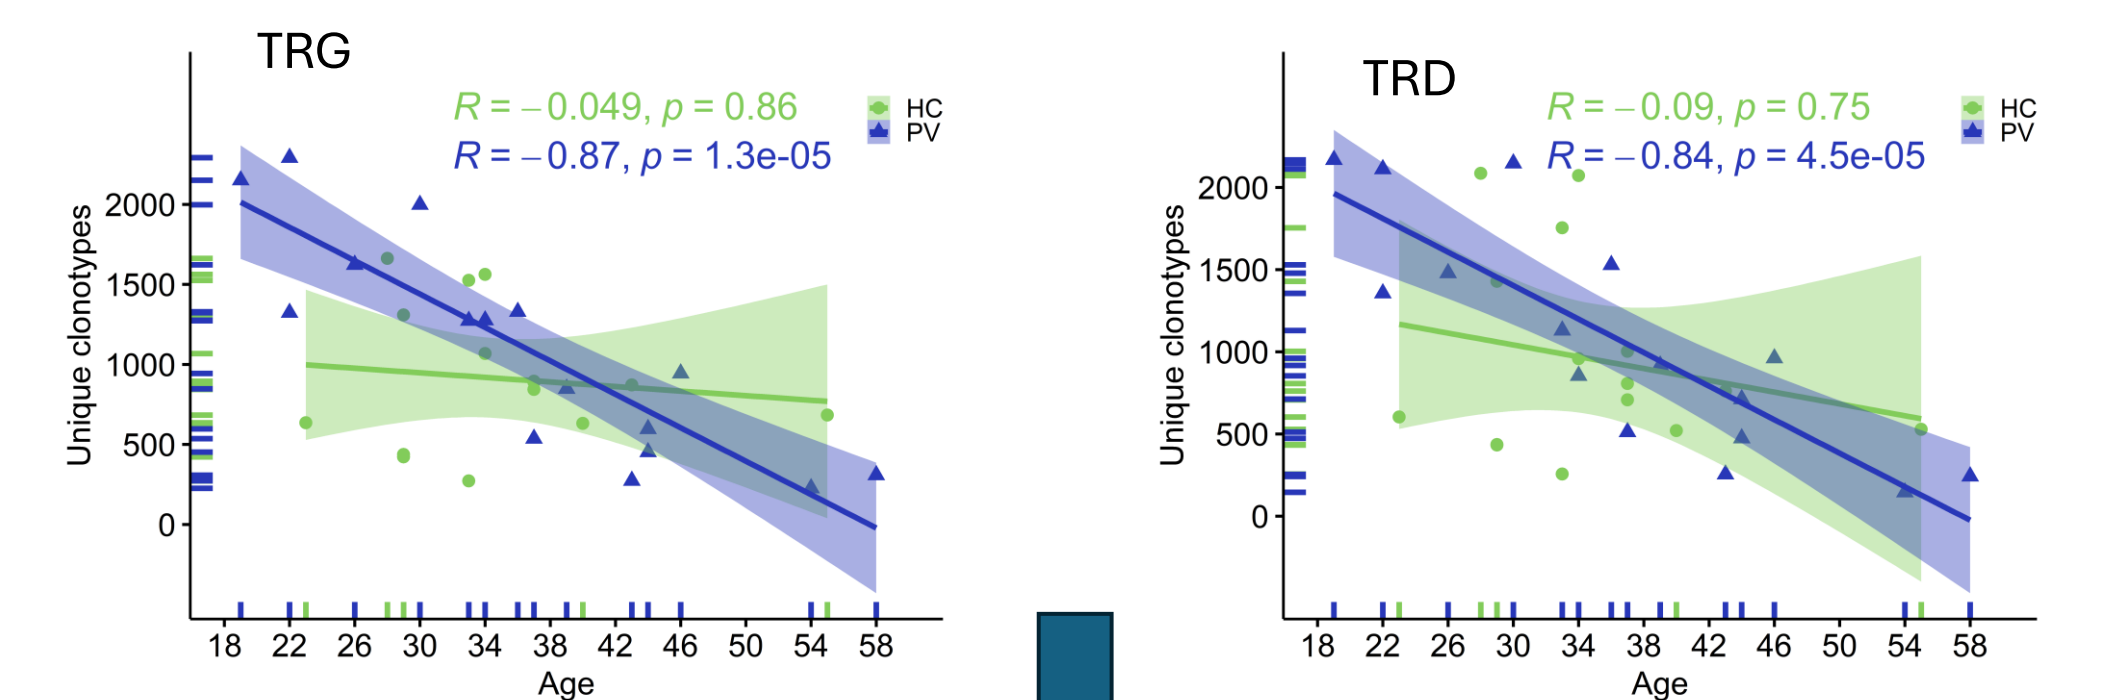 TRG
R = −0.049, p = 0.86
R = −0.87, p = 1.3e-05
HC
PV
Unique clonotypes
2000
1500
1000
500
0
18 22 26 30 34 38 42 46 50 54 58
Age
TRD
R = −0.09, p = 0.75
R = −0.84, p = 4.5e-05
HC
PV
Unique clonotypes
2000
1500
1000
500
0
18 22 26 30 34 38 42 46 50 54 58
Age